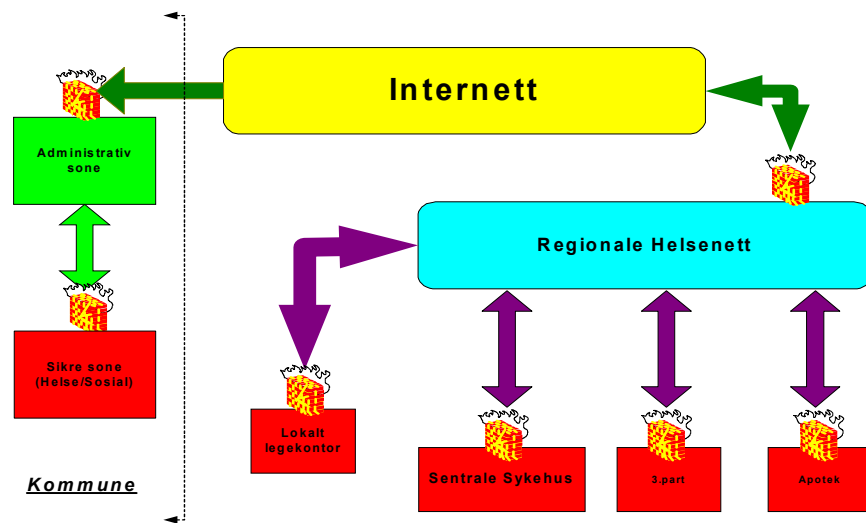 Internett
Administrativ
sone
Regionale Helsenett
Sikre sone
(Helse/Sosial)
Lokalt
legekontor
Sentrale Sykehus
3.part
Apotek
Kommune